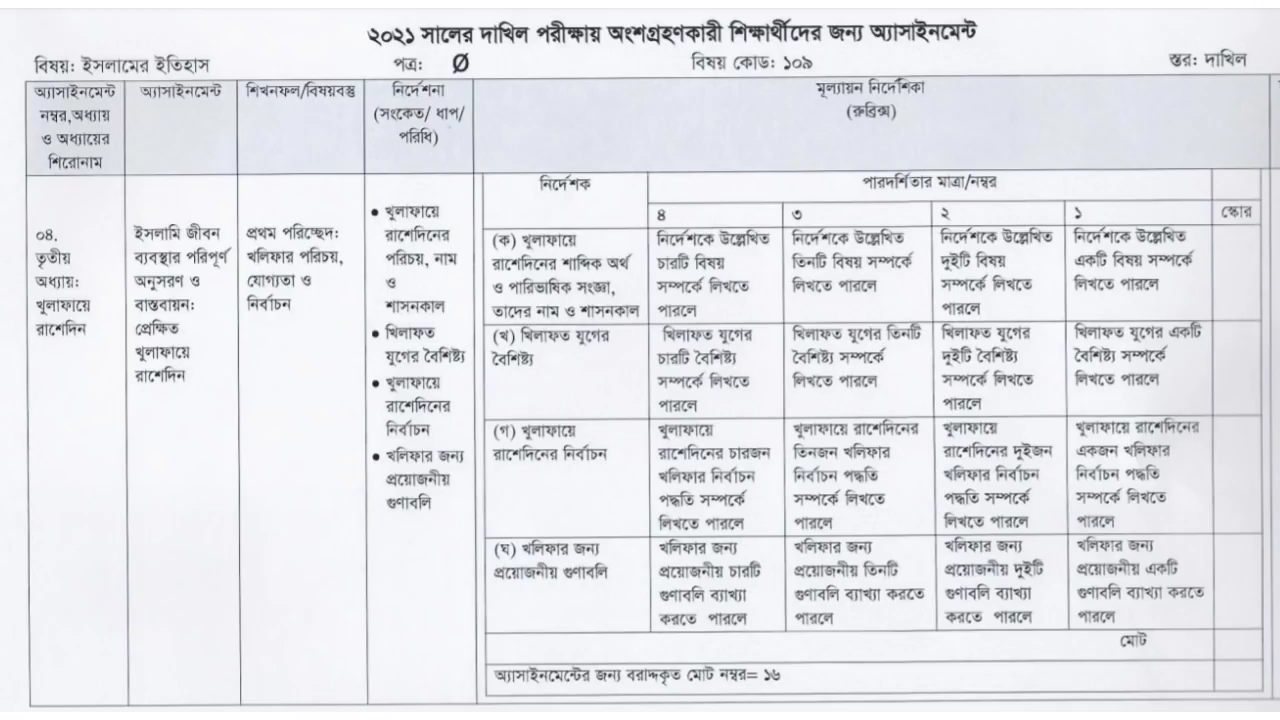 ২০২১ সালের দাখিল পরীক্ষায় অংশগ্রহণকারী শিক্ষার্থীদের জন্য অ্যাসাইনমেন্ট
বিষয়: ইসলামের ইতিহাস পত্র: Ø বিষয় কোড: ১০৯ স্তর: দাখিল
অ্যাসাইনমেন্ট
নম্বর,অধ্যায়
ও অধ্যায়ের
শিরোনাম
অ্যাসাইনমেন্ট
শিখনফল/বিষয়বস্তু
নির্দেশনা
(সংকেত/ ধাপ/
পরিধি)
মূল্যায়ন নির্দেশিকা
(রুব্রিক্স)
০৪.
তৃতীয়
অধ্যায়:
খুলাফায়ে
রাশেদিন
ইসলামি জীবন
ব্যবস্থার পরিপূর্ণ
অনুসরণ ও
বাস্তবায়ন:
প্রেক্ষিত
খুলাফায়ে
রাশেদিন
প্রথম পরিচ্ছেদ:
খলিফার পরিচয়,
যোগ্যতা ও
নির্বাচন
• খুলাফায়ে
রাশেদিনের
পরিচয়, নাম
ও
শাসনকাল
• খিলাফত
যুগের বৈশিষ্ট্য
• খুলাফায়ে
রাশেদিনের
নির্বাচন
• খলিফার জন্য
প্রয়োজনীয়
গুণাবলি
নির্দেশক
পারদর্শিতার মাত্রা/নম্বর
৪ ৩ ২ ১ স্কোর
(ক) খুলাফায়ে
রাশেদিনের শাব্দিক অর্থ
ও পারিভাষিক সংজ্ঞা,
তাদের নাম ও শাসনকাল
নির্দেশকে উল্লেখিত
চারটি বিষয়
সম্পর্কে লিখতে
পারলে
নির্দেশকে উল্লেখিত
তিনটি বিষয় সম্পর্কে
লিখতে পারলে
নির্দেশকে উল্লেখিত
দুইটি বিষয়
সম্পর্কে লিখতে
পারলে
নির্দেশকে উল্লেখিত
একটি বিষয় সম্পর্কে
লিখতে পারলে
(খ) খিলাফত যুগের
বৈশিষ্ট্য
খিলাফত যুগের
চারটি বৈশিষ্ট্য
সম্পর্কে লিখতে
পারলে
খিলাফত যুগের তিনটি
বৈশিষ্ট্য সম্পর্কে
লিখতে পারলে
খিলাফত যুগের
দুইটি বৈশিষ্ট্য
সম্পর্কে লিখতে
পারলে
খিলাফত যুগের একটি
বৈশিষ্ট্য সম্পর্কে
লিখতে পারলে
(গ) খুলাফায়ে
রাশেদিনের নির্বাচন
খুলাফায়ে
রাশেদিনের চারজন
খলিফার নির্বাচন
পদ্ধতি সম্পর্কে
লিখতে পারলে
খুলাফায়ে রাশেদিনের
তিনজন খলিফার
নির্বাচন পদ্ধতি
সম্পর্কে লিখতে
পারলে
খুলাফায়ে
রাশেদিনের দুইজন
খলিফার নির্বাচন
পদ্ধতি সম্পর্কে
লিখতে পারলে
খুলাফায়ে রাশেদিনের
একজন খলিফার
নির্বাচন পদ্ধতি
সম্পর্কে লিখতে
পারলে
(ঘ) খলিফার জন্য
প্রয়োজনীয় গুণাবলি
খলিফার জন্য
প্রয়োজনীয় চারটি
গুণাবলি ব্যাখ্যা
করতে পারলে
খলিফার জন্য
প্রয়োজনীয় তিনটি
গুণাবলি ব্যাখ্যা করতে
পারলে
খলিফার জন্য
প্রয়োজনীয় দুইটি
গুণাবলি ব্যাখ্যা
করতে পারলে
খলিফার জন্য
প্রয়োজনীয় একটি
গুণাবলি ব্যাখ্যা করতে
পারলে
মোট
অ্যাসাইনমেন্টের জন্য বরাদ্দকৃত মোট নম্বর= ১৬